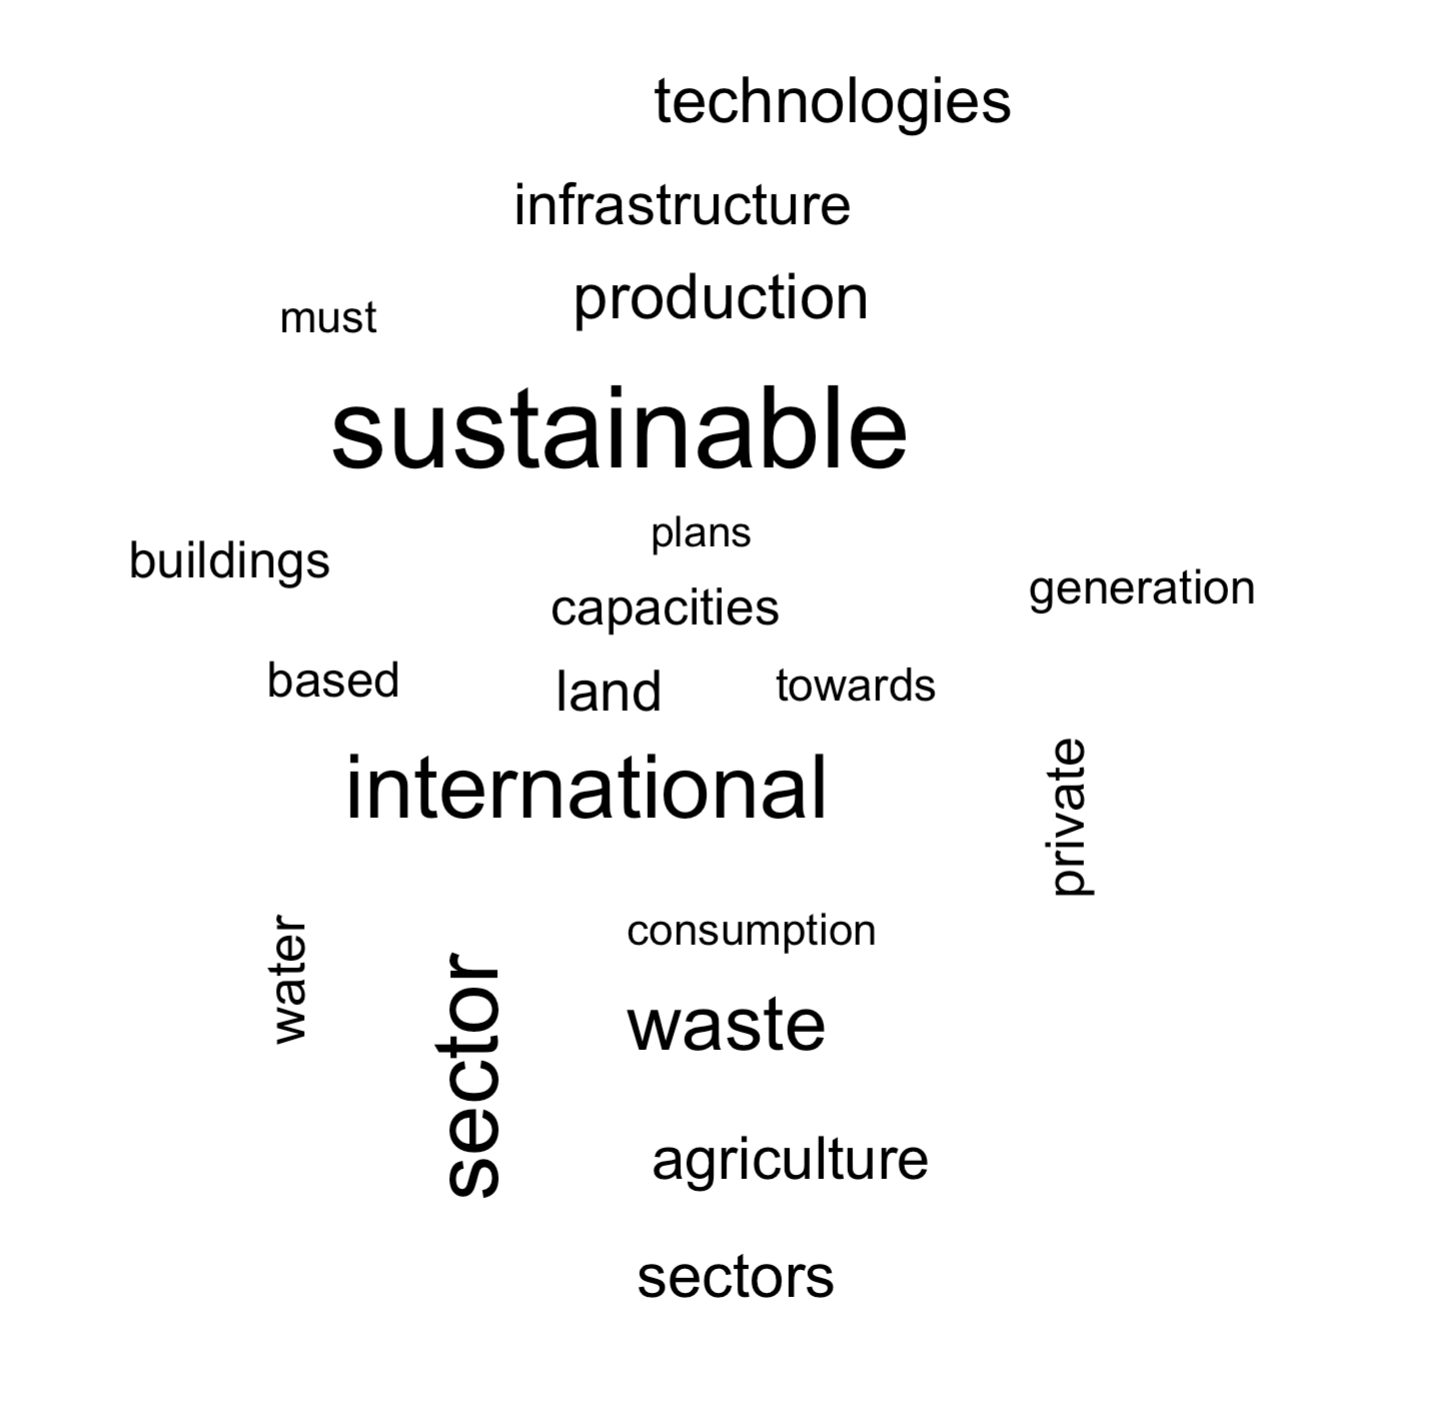 technologies
infrastructure
production
must
sustainable
plans
buildings
generation
capacities
based
land
towards
international
private
water
consumption
sector
waste
agriculture
sectors